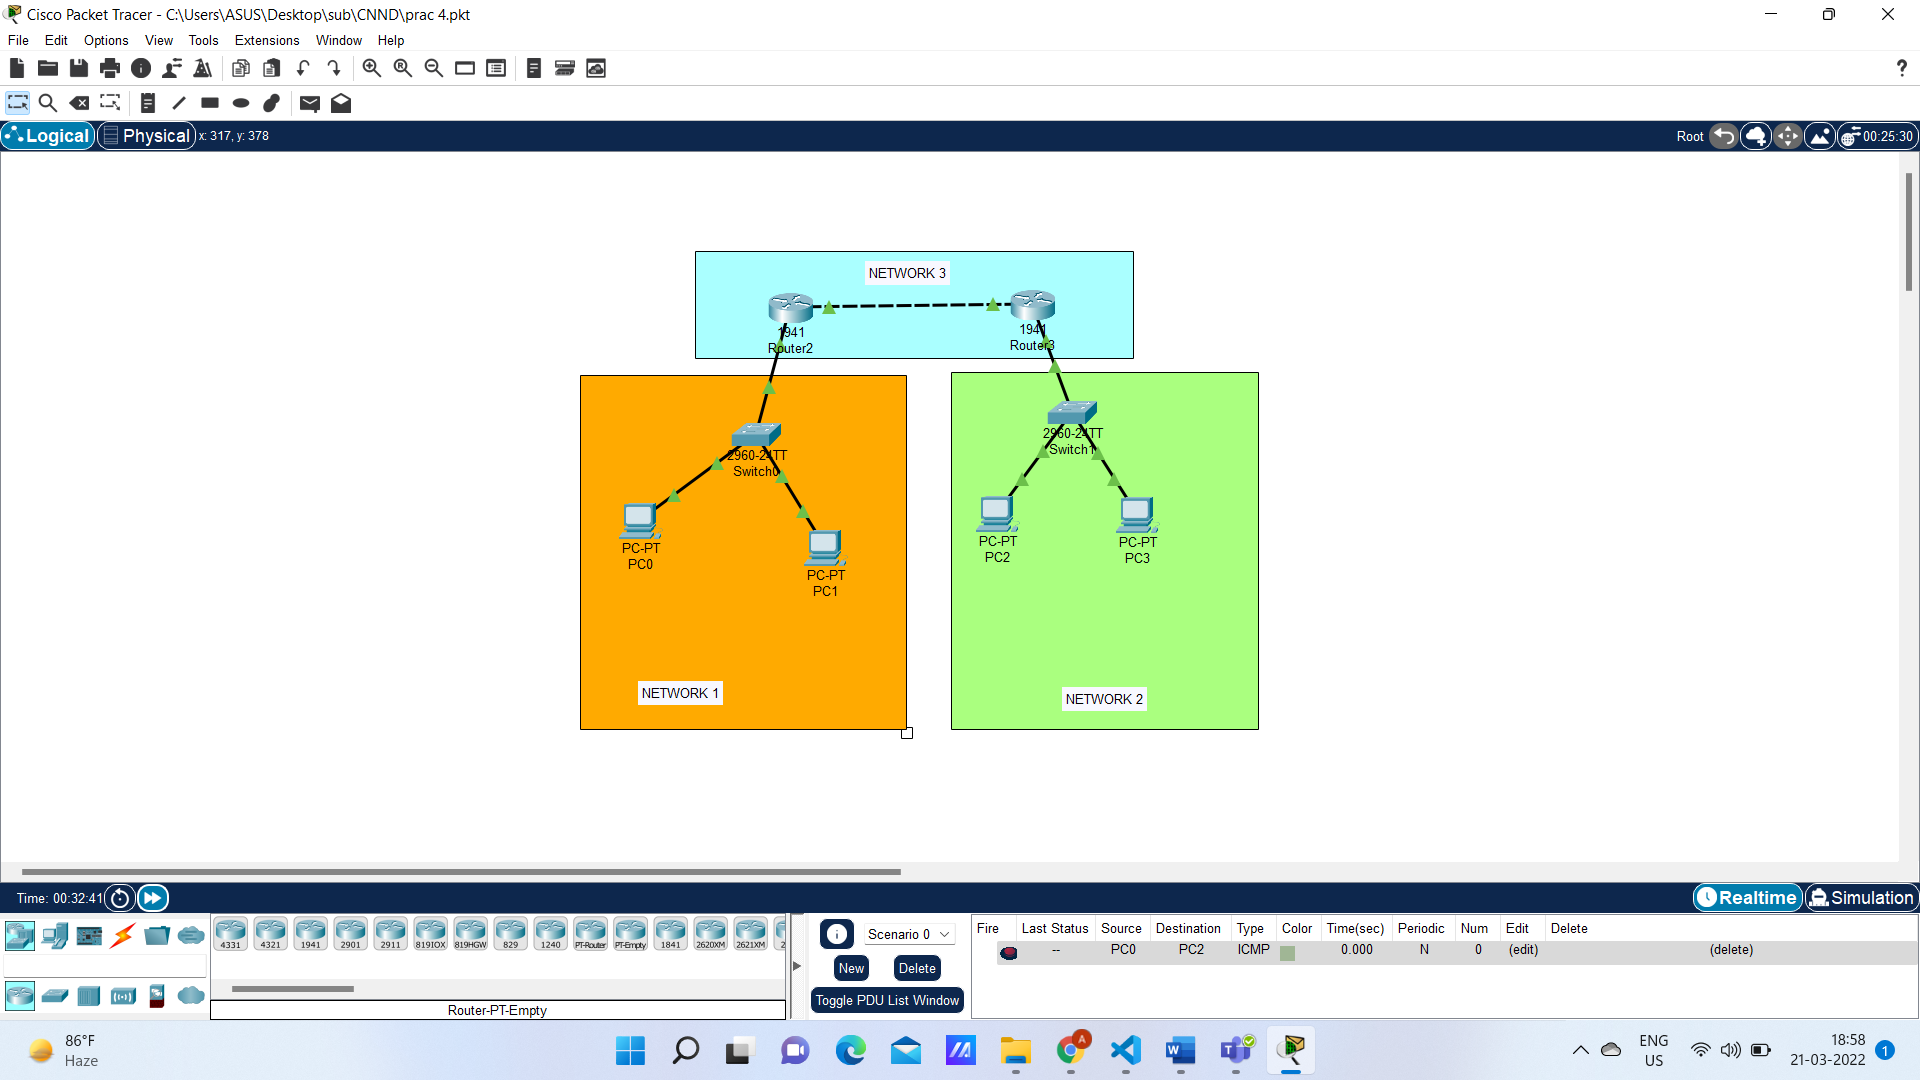 Cisco Packet Tracer - C:\Users\ASUS\Desktop\sub\CNND\prac 4.pkt
File Edit Options View Tools Extensions Window Help
?
Logical Physical x: 317, y: 378 Root 00:25:30
NETWORK 3
1941
Router2
1941
Router3
2960-24TT
Switch0
2960-24TT
Switch1
PC-PT
PC0
PC-PT
PC1
PC-PT
PC2
PC-PT
PC3
NETWORK 1
NETWORK 2
Time: 00:32:41 Realtime Simulation
4331 4321 1941 2901 2911 819IOX 819HGW 829 1240 PT-Router PT-Empty 1841 2620XM 2621XM 2
Router-PT-Empty
Scenario 0
New Delete
Toggle PDU List Window
Fire Last Status Source Destination Type Color Time(sec) Periodic Num Edit Delete
-- PC0 PC2 ICMP 0.000 N 0 (edit) (delete)
86°F
Haze
A
W
T
ENG
US
18:58
21-03-2022
1